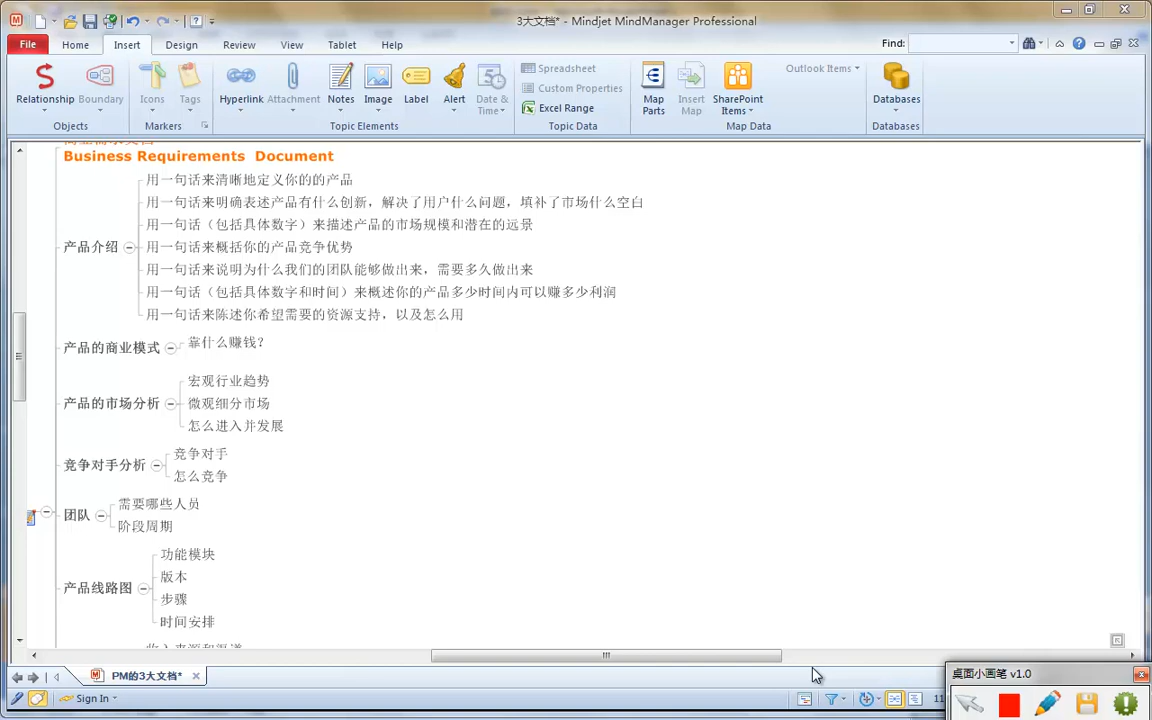 3大文档* - Mindjet MindManager Professional
File Home Insert Design Review View Tablet Help Find:
Relationship Boundary Icons Tags Hyperlink Attachment Notes Image Label Alert Date & Time Spreadsheet Custom Properties Excel Range Map Parts Insert Map SharePoint Items Outlook Items Databases
Objects Markers Topic Elements Topic Data Map Data Databases
Business Requirements Document
用一句话来清晰地定义你的的产品
用一句话来明确表述产品有什么创新，解决了用户什么问题，填补了市场什么空白
用一句话（包括具体数字）来描述产品的市场规模和潜在的远景
产品介绍
用一句话来概括你的产品竞争优势
用一句话来说明为什么我们的团队能够做出来，需要多久做出来
用一句话（包括具体数字和时间）来概述你的产品多少时间内可以赚多少利润
用一句话来陈述你希望需要的资源支持，以及怎么用
产品的商业模式
靠什么赚钱？
宏观行业趋势
产品的市场分析
微观细分市场
怎么进入并发展
竞争对手
竞争对手分析
怎么竞争
需要哪些人员
团队
阶段周期
功能模块
版本
产品线路图
步骤
时间安排
PM的3大文档*
桌面小画笔 v1.0
Sign In